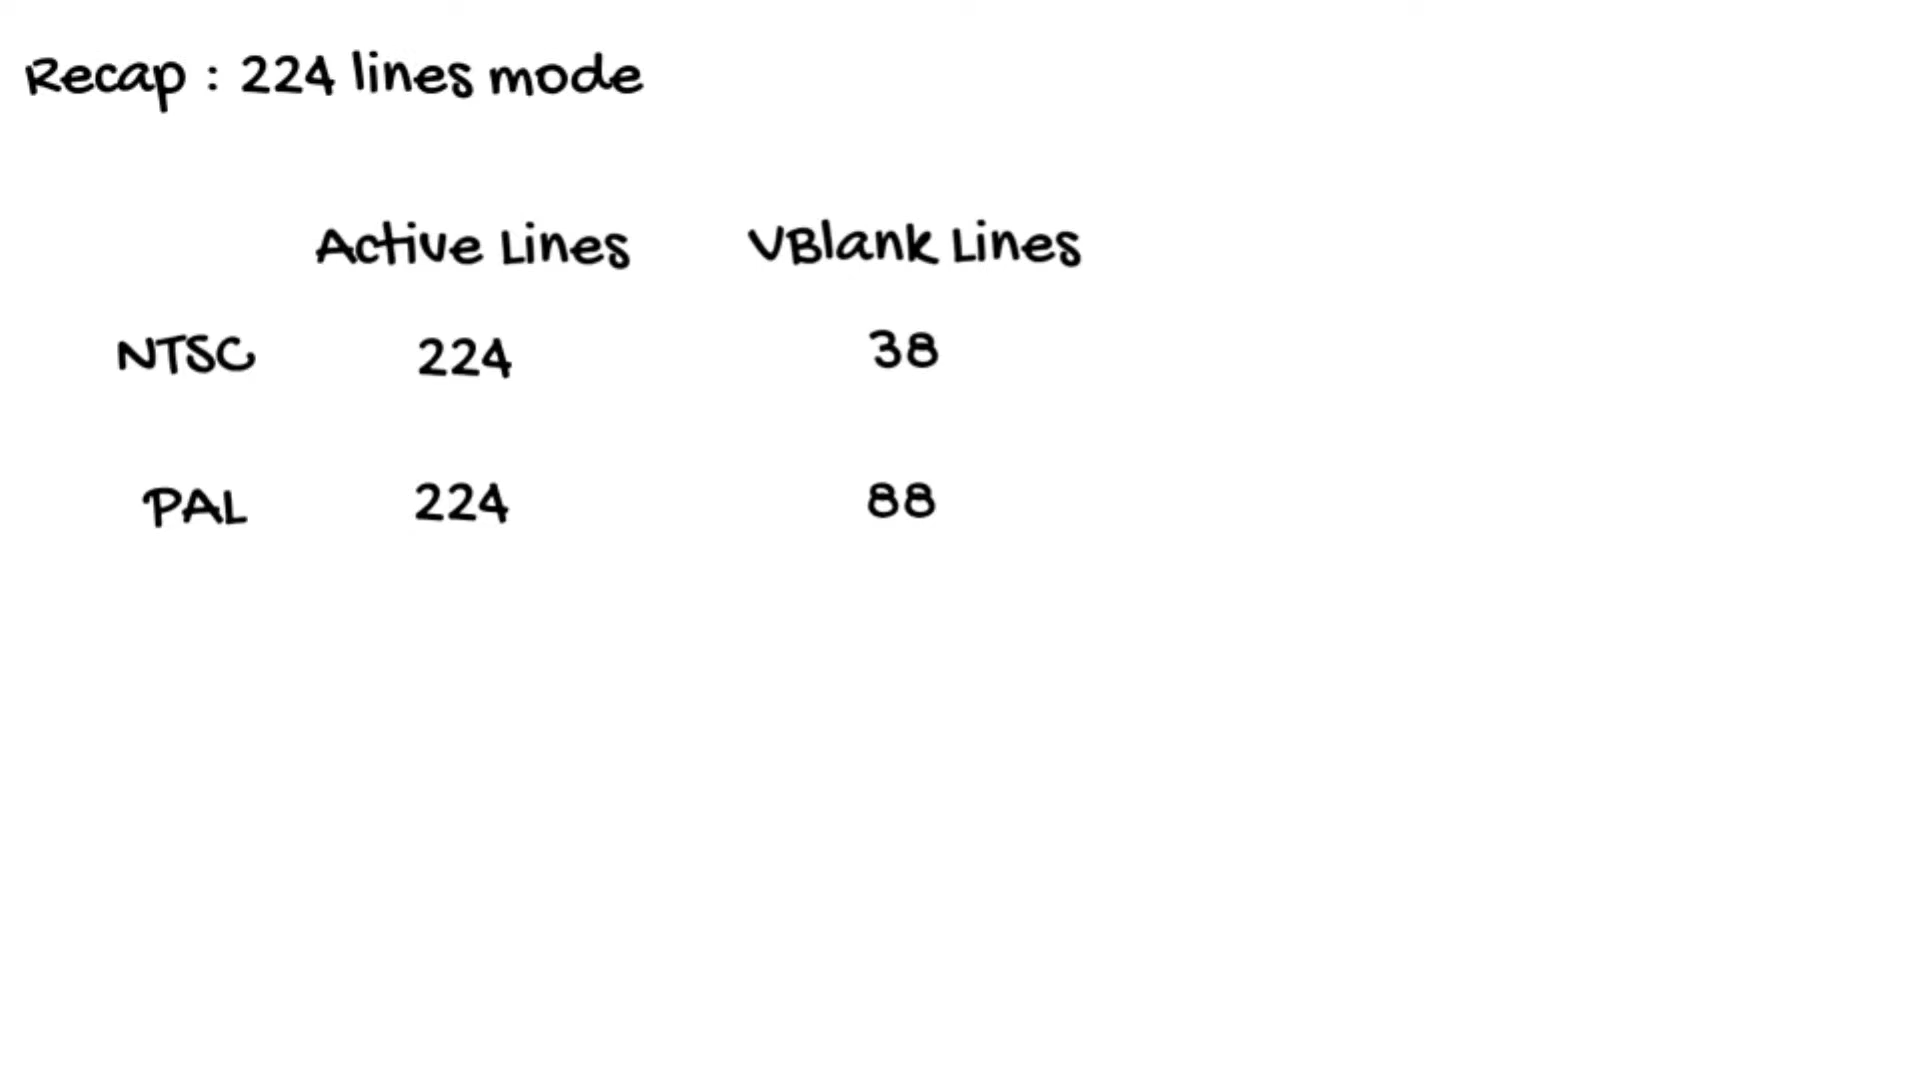 Recap : 224 lines mode
Active Lines VBlank Lines
NTSC 224 38
PAL 224 88